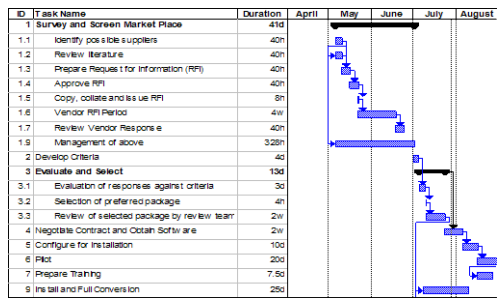 ID Task Name Duration April May June July August
1 Survey and Screen Market Place 41d
1.1 Identify possible suppliers 40h
1.2 Review literature 40h
1.3 Prepare Request for Information (RFI) 40h
1.4 Approve RFI 40h
1.5 Copy, collate and issue RFI 8h
1.6 Vendor RFI Period 4w
1.7 Review Vendor Response 40h
1.9 Management of above 328h
2 Develop Criteria 4d
3 Evaluate and Select 13d
3.1 Evaluation of responses against criteria 3d
3.2 Selection of preferred package 4h
3.3 Review of selected package by review team 2w
4 Negotiate Contract and Obtain Software 2w
5 Configure for Installation 10d
6 Pilot 20d
7 Prepare Training 7.5d
9 Install and Full Conversion 25d